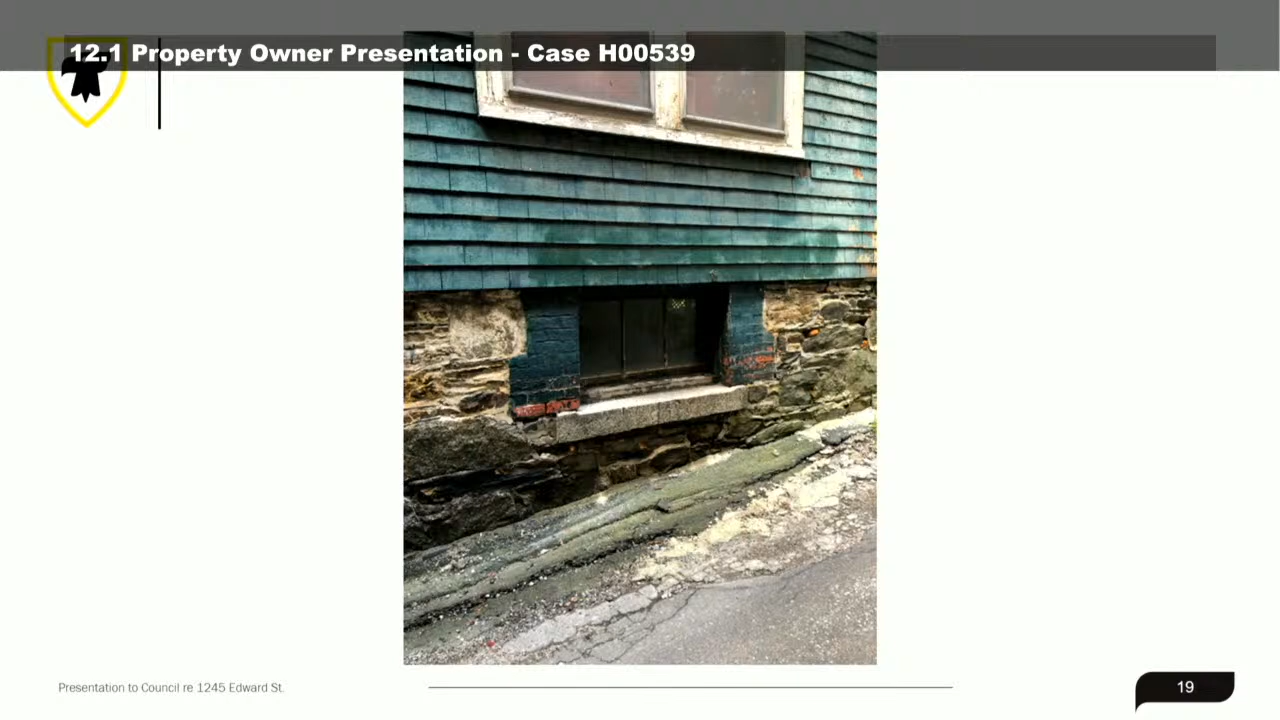 12.1 Property Owner Presentation - Case H00539
Presentation to Council re 1245 Edward St.
19